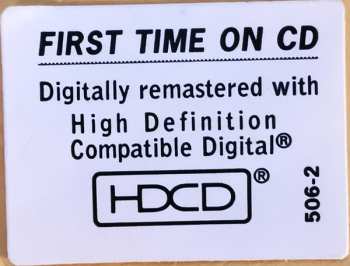 FIRST TIME ON CD
Digitally remastered with
High Definition
Compatible Digital®
HDCD®
506-2